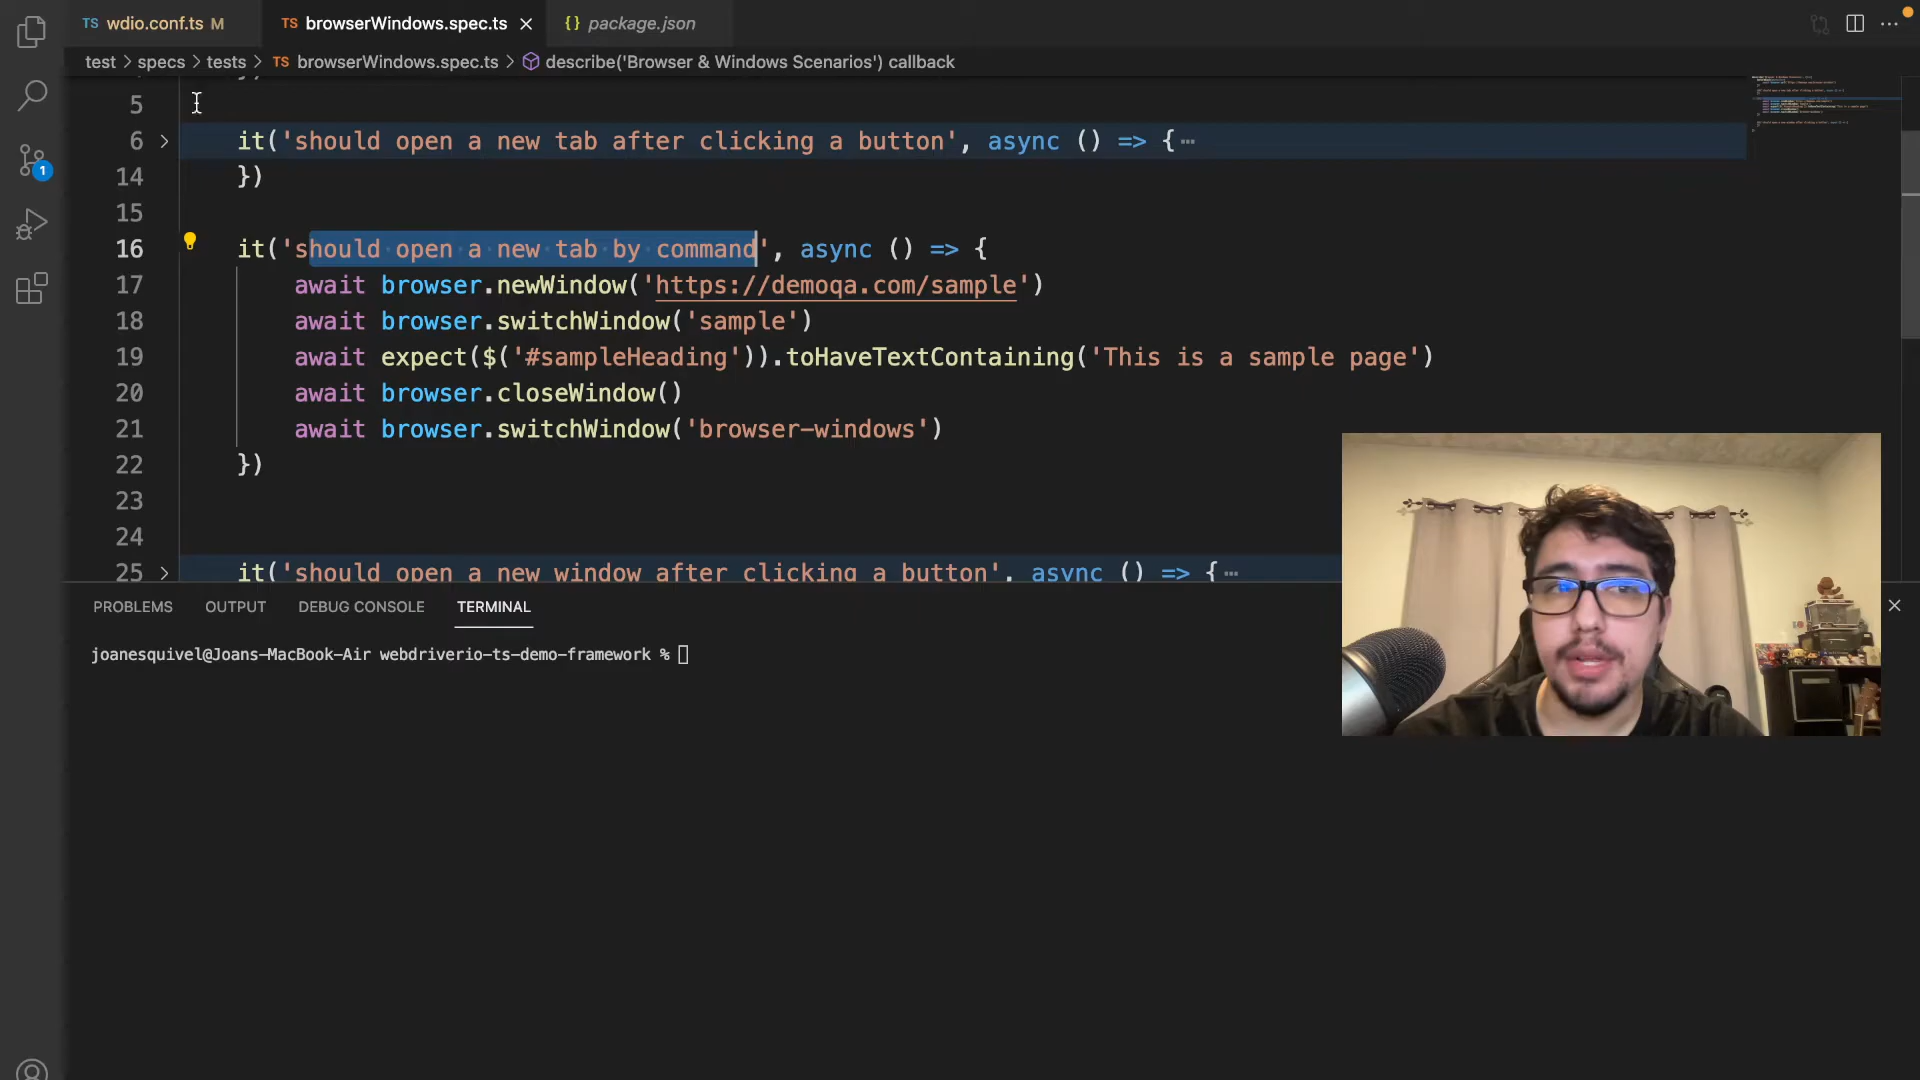 TS wdio.conf.ts M
TS browserWindows.spec.ts
{} package.json
test > specs > tests > TS browserWindows.spec.ts > describe('Browser & Windows Scenarios') callback
5
6 it('should open a new tab after clicking a button', async () => {…
14 })
15
16 it('should open a new tab by command', async () => {
17 await browser.newWindow('https://demoqa.com/sample')
18 await browser.switchWindow('sample')
19 await expect($('#sampleHeading')).toHaveTextContaining('This is a sample page')
20 await browser.closeWindow()
21 await browser.switchWindow('browser-windows')
22 })
23
24
25 it('should open a new window after clicking a button', async () => {…
1
PROBLEMS OUTPUT DEBUG CONSOLE TERMINAL
joanesquivel@Joans-MacBook-Air webdriverio-ts-demo-framework %